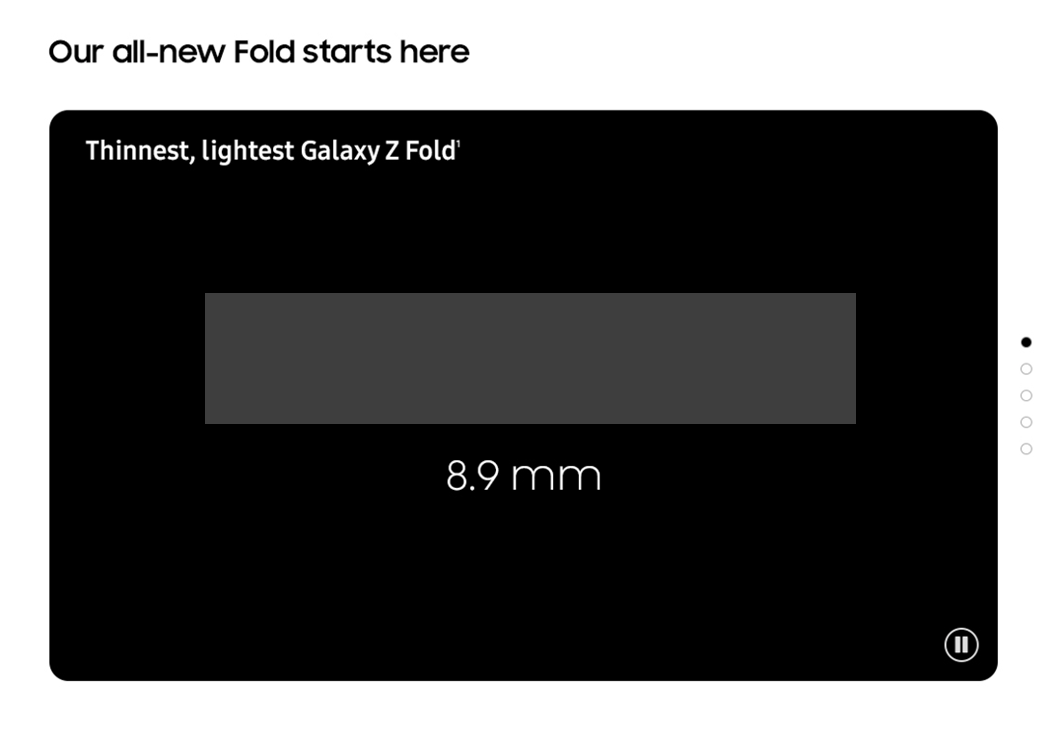 Our all-new Fold starts here
Thinnest, lightest Galaxy Z Fold¹
8.9 mm